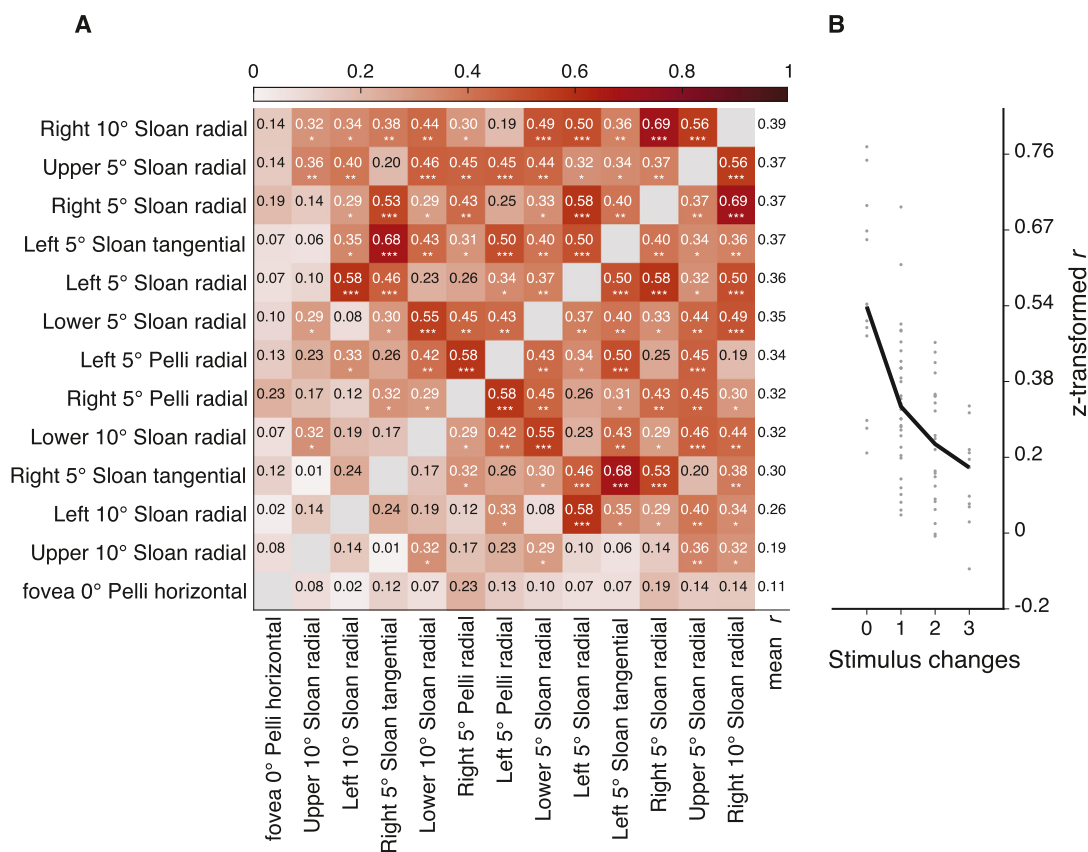 A
B
0 0.2 0.4 0.6 0.8 1
Right 10° Sloan radial 0.14 0.32 0.34 0.38 0.44 0.30 0.19 0.49 0.50 0.36 0.69 0.56 0.39
* * ** ** * *** *** ** *** ***
Upper 5° Sloan radial 0.14 0.36 0.40 0.20 0.46 0.45 0.45 0.44 0.32 0.34 0.37 0.56 0.37
** ** *** ** *** ** * * ** ***
Right 5° Sloan radial 0.19 0.14 0.29 0.53 0.29 0.43 0.25 0.33 0.58 0.40 0.37 0.69 0.37
* *** * ** * *** ** ** ***
Left 5° Sloan tangential 0.07 0.06 0.35 0.68 0.43 0.31 0.50 0.40 0.50 0.40 0.34 0.36 0.37
* *** ** * *** ** *** ** * **
Left 5° Sloan radial 0.07 0.10 0.58 0.46 0.23 0.26 0.34 0.37 0.50 0.58 0.32 0.50 0.36
*** *** * ** *** *** * ***
Lower 5° Sloan radial 0.10 0.29 0.08 0.30 0.55 0.45 0.43 0.37 0.40 0.33 0.44 0.49 0.35
* * *** ** ** ** ** * ** ***
Left 5° Pelli radial 0.13 0.23 0.33 0.26 0.42 0.58 0.43 0.34 0.50 0.25 0.45 0.19 0.34
* ** *** ** * *** ***
Right 5° Pelli radial 0.23 0.17 0.12 0.32 0.29 0.58 0.45 0.26 0.31 0.43 0.45 0.30 0.32
* * *** ** * ** ** *
Lower 10° Sloan radial 0.07 0.32 0.19 0.17 0.29 0.42 0.55 0.23 0.43 0.29 0.46 0.44 0.32
* * ** *** ** * *** **
Right 5° Sloan tangential 0.12 0.01 0.24 0.17 0.32 0.26 0.30 0.46 0.68 0.53 0.20 0.38 0.30
* * *** *** *** **
Left 10° Sloan radial 0.02 0.14 0.24 0.19 0.12 0.33 0.08 0.58 0.35 0.29 0.40 0.34 0.26
* *** * * ** *
Upper 10° Sloan radial 0.08 0.14 0.01 0.32 0.17 0.23 0.29 0.10 0.06 0.14 0.36 0.32 0.19
* * ** *
fovea 0° Pelli horizontal 0.08 0.02 0.12 0.07 0.23 0.13 0.10 0.07 0.07 0.19 0.14 0.14 0.11
fovea 0° Pelli horizontal
Upper 10° Sloan radial
Left 10° Sloan radial
Right 5° Sloan tangential
Lower 10° Sloan radial
Right 5° Pelli radial
Left 5° Pelli radial
Lower 5° Sloan radial
Left 5° Sloan radial
Left 5° Sloan tangential
Right 5° Sloan radial
Upper 5° Sloan radial
Right 10° Sloan radial
mean r
0.76
0.67
0.54
0.38
0.2
0
-0.2
z-transformed r
0 1 2 3
Stimulus changes